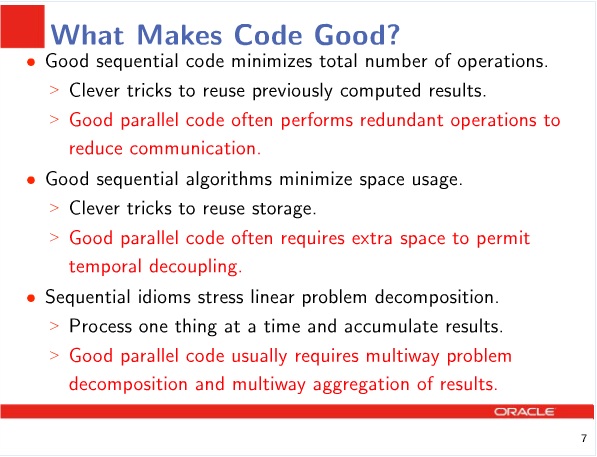 What Makes Code Good?
• Good sequential code minimizes total number of operations.
> Clever tricks to reuse previously computed results.
> Good parallel code often performs redundant operations to
reduce communication.
• Good sequential algorithms minimize space usage.
> Clever tricks to reuse storage.
> Good parallel code often requires extra space to permit
temporal decoupling.
• Sequential idioms stress linear problem decomposition.
> Process one thing at a time and accumulate results.
> Good parallel code usually requires multiway problem
decomposition and multiway aggregation of results.
ORACLE
7